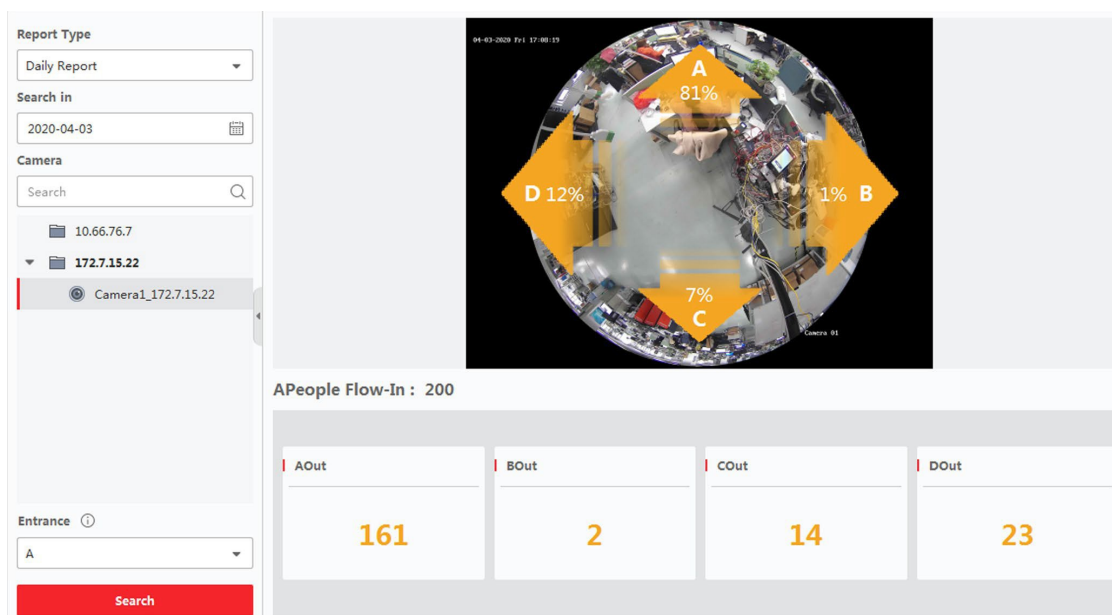 Report Type
Daily Report
Search in
2020-04-03
Camera
Search
10.66.76.7
172.7.15.22
Camera1_172.7.15.22
Entrance
A
Search
04-03-2020 Fri 17:08:19
A
81%
D 12%
1% B
7%
C
Camera 01
APeople Flow-In : 200
AOut
BOut
COut
DOut
161
2
14
23